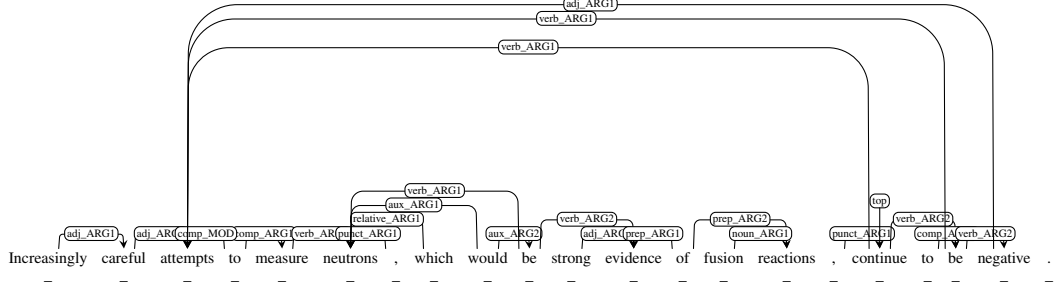 adj_ARG1
verb_ARG1
verb_ARG1
verb_ARG1
aux_ARG1
top
relative_ARG1 verb_ARG2 prep_ARG2 verb_ARG2
adj_ARG1 comp_MOD punct_ARG1 aux_ARG2 prep_ARG1 noun_ARG1 punct_ARG1 verb_ARG2
Increasingly careful attempts to measure neutrons , which would be strong evidence of fusion reactions , continue to be negative .
_ _ _ _ _ _ _ _ _ _ _ _ _ _ _ _ _ _ _ _ _